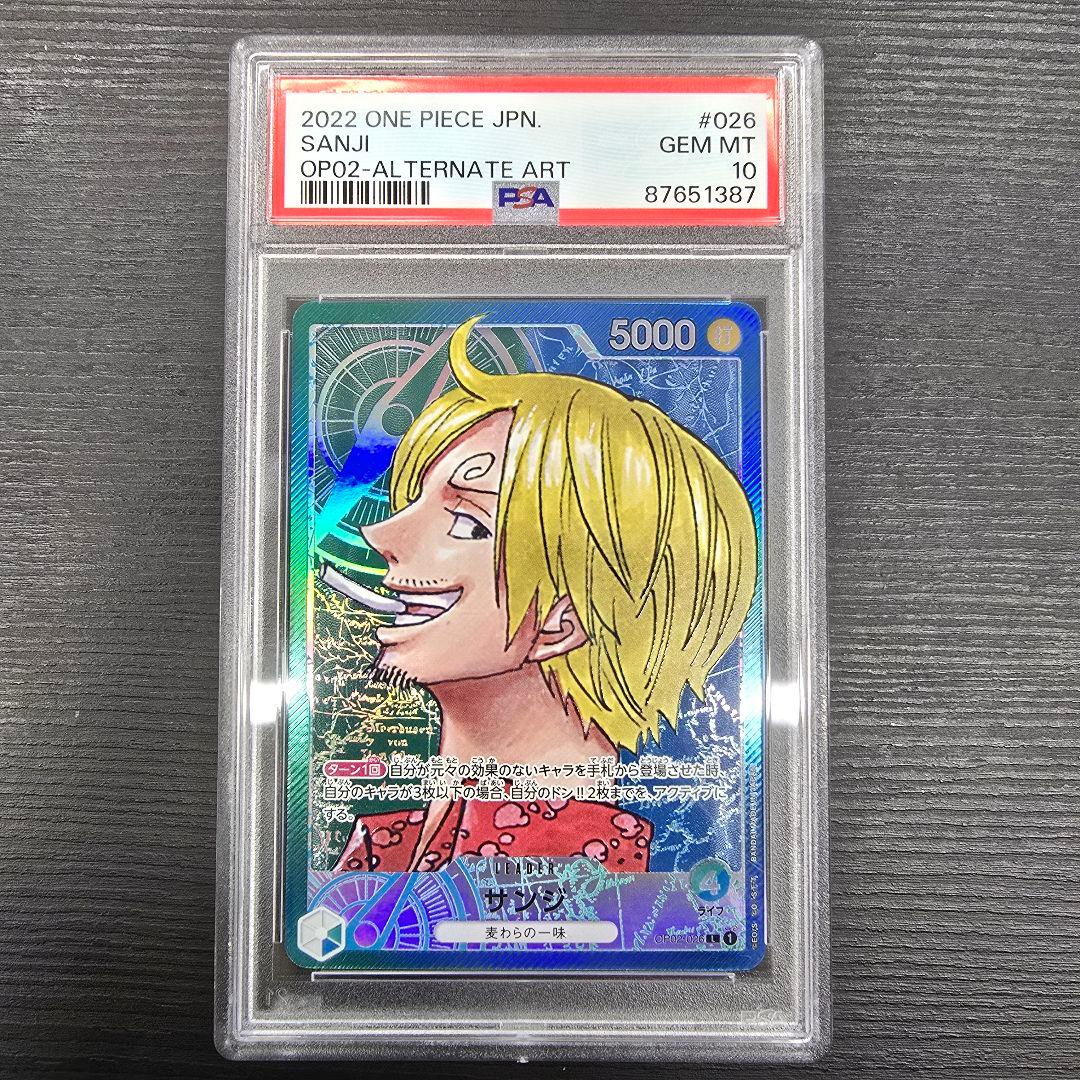 2022 ONE PIECE JPN. #026
SANJI GEM MT
OP02-ALTERNATE ART 10
PSA 87651387
5000 打
ターン1回 自分が元々の効果のないキャラを手札から登場させた時、
自分のキャラが3枚以下の場合、自分のドン!!2枚までを、アクティブに
する。
LEADER
サンジ
麦わらの一味
4
ライフ
OP02-026 L 1